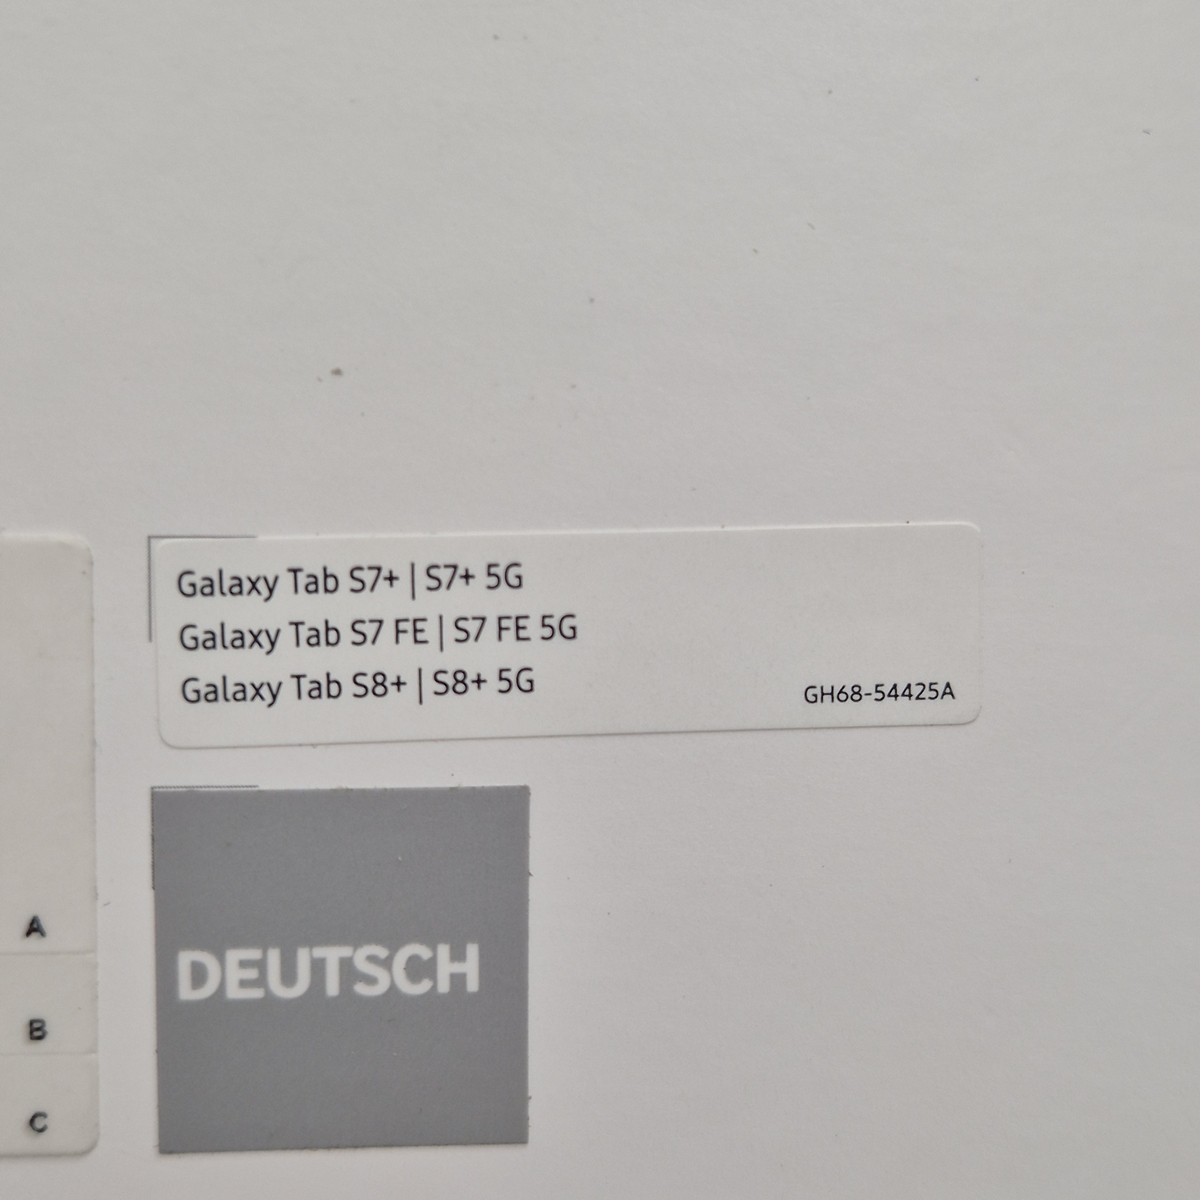 Galaxy Tab S7+ | S7+ 5G
Galaxy Tab S7 FE | S7 FE 5G
Galaxy Tab S8+ | S8+ 5G
GH68-54425A
A
B
C
DEUTSCH